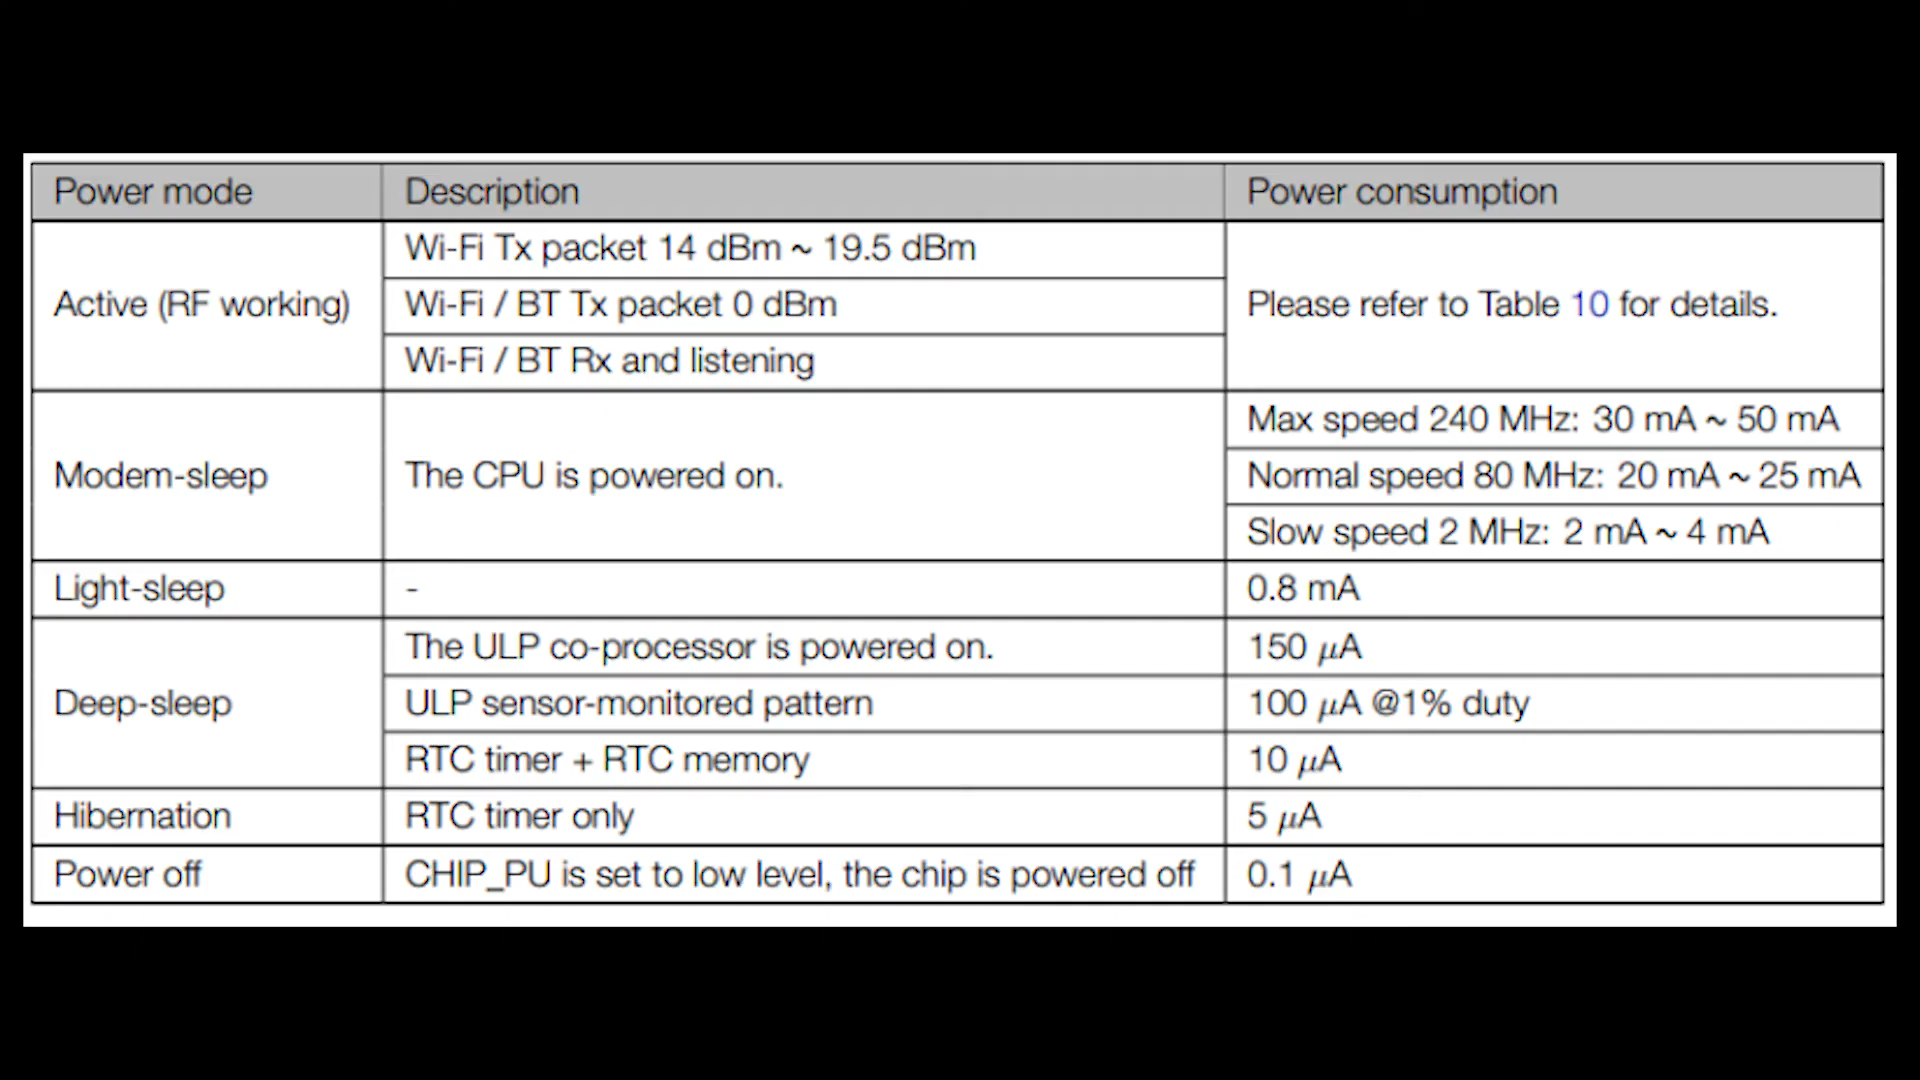 Power mode Description Power consumption
Active (RF working) Wi-Fi Tx packet 14 dBm ~ 19.5 dBm Please refer to Table 10 for details.
Wi-Fi / BT Tx packet 0 dBm
Wi-Fi / BT Rx and listening
Modem-sleep The CPU is powered on. Max speed 240 MHz: 30 mA ~ 50 mA
Normal speed 80 MHz: 20 mA ~ 25 mA
Slow speed 2 MHz: 2 mA ~ 4 mA
Light-sleep - 0.8 mA
Deep-sleep The ULP co-processor is powered on. 150 μA
ULP sensor-monitored pattern 100 μA @1% duty
RTC timer + RTC memory 10 μA
Hibernation RTC timer only 5 μA
Power off CHIP_PU is set to low level, the chip is powered off 0.1 μA